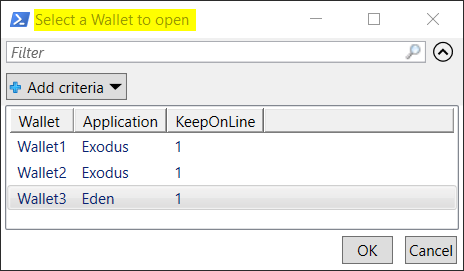 Select a Wallet to open
Filter
Add criteria
Wallet Application KeepOnLine
Wallet1 Exodus 1
Wallet2 Exodus 1
Wallet3 Eden 1
OK Cancel